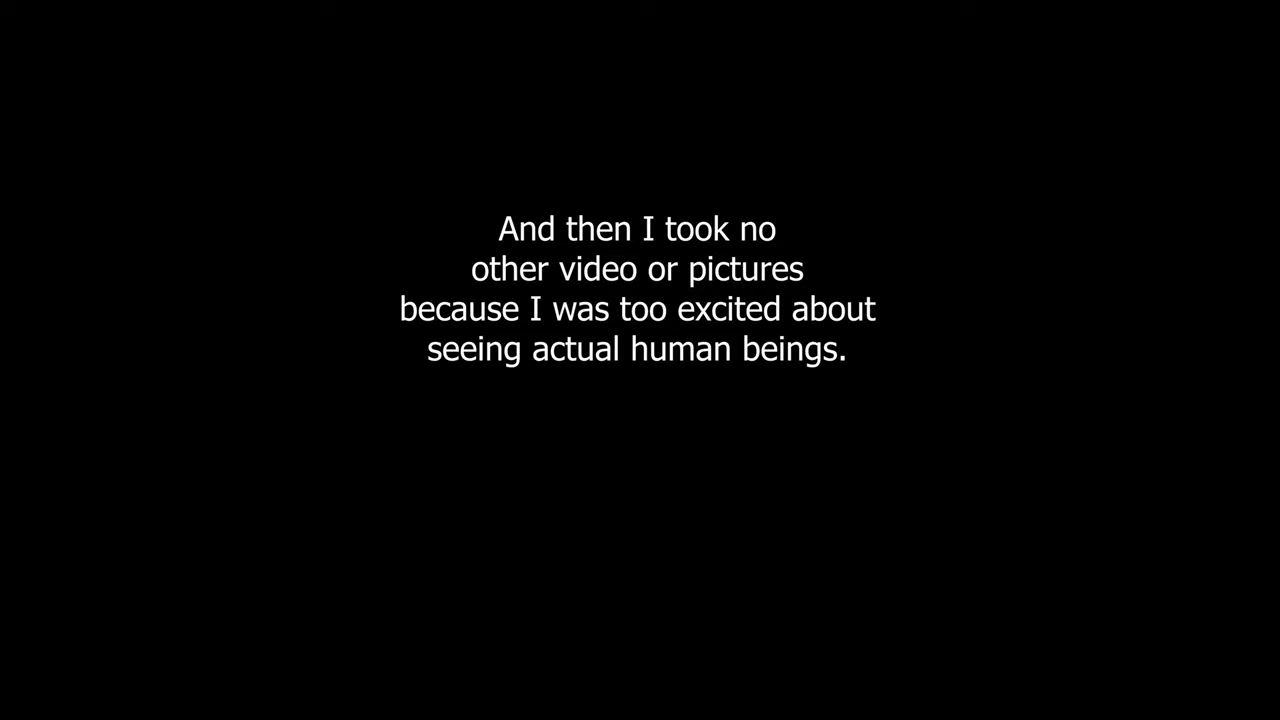 And then I took no
other video or pictures
because I was too excited about
seeing actual human beings.